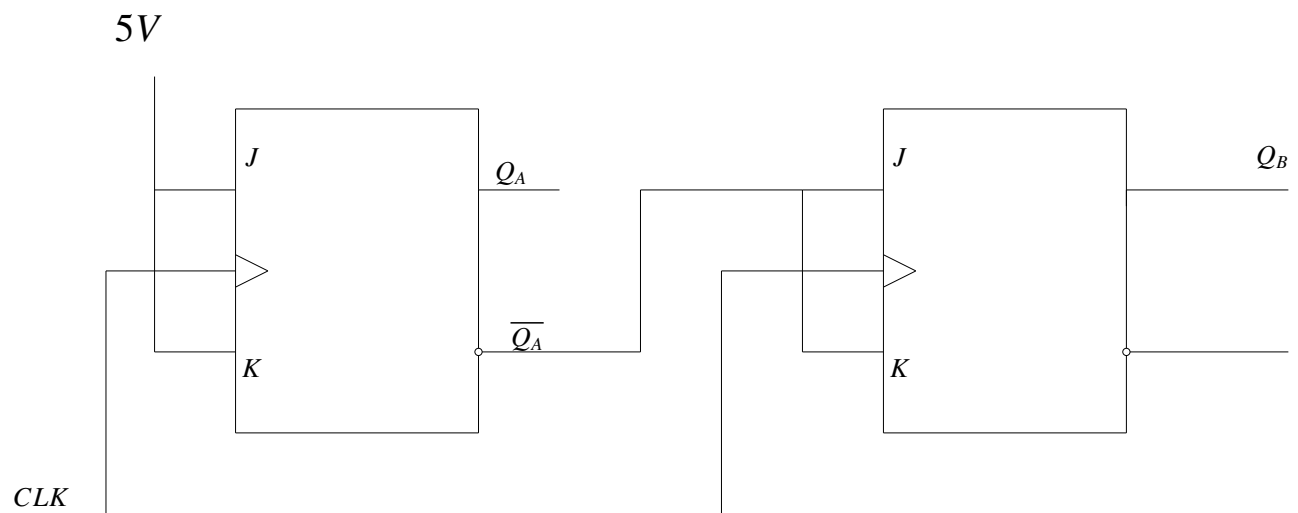 5V
J
Q_A
J
Q_B
K
\overline{Q_A}
K
CLK